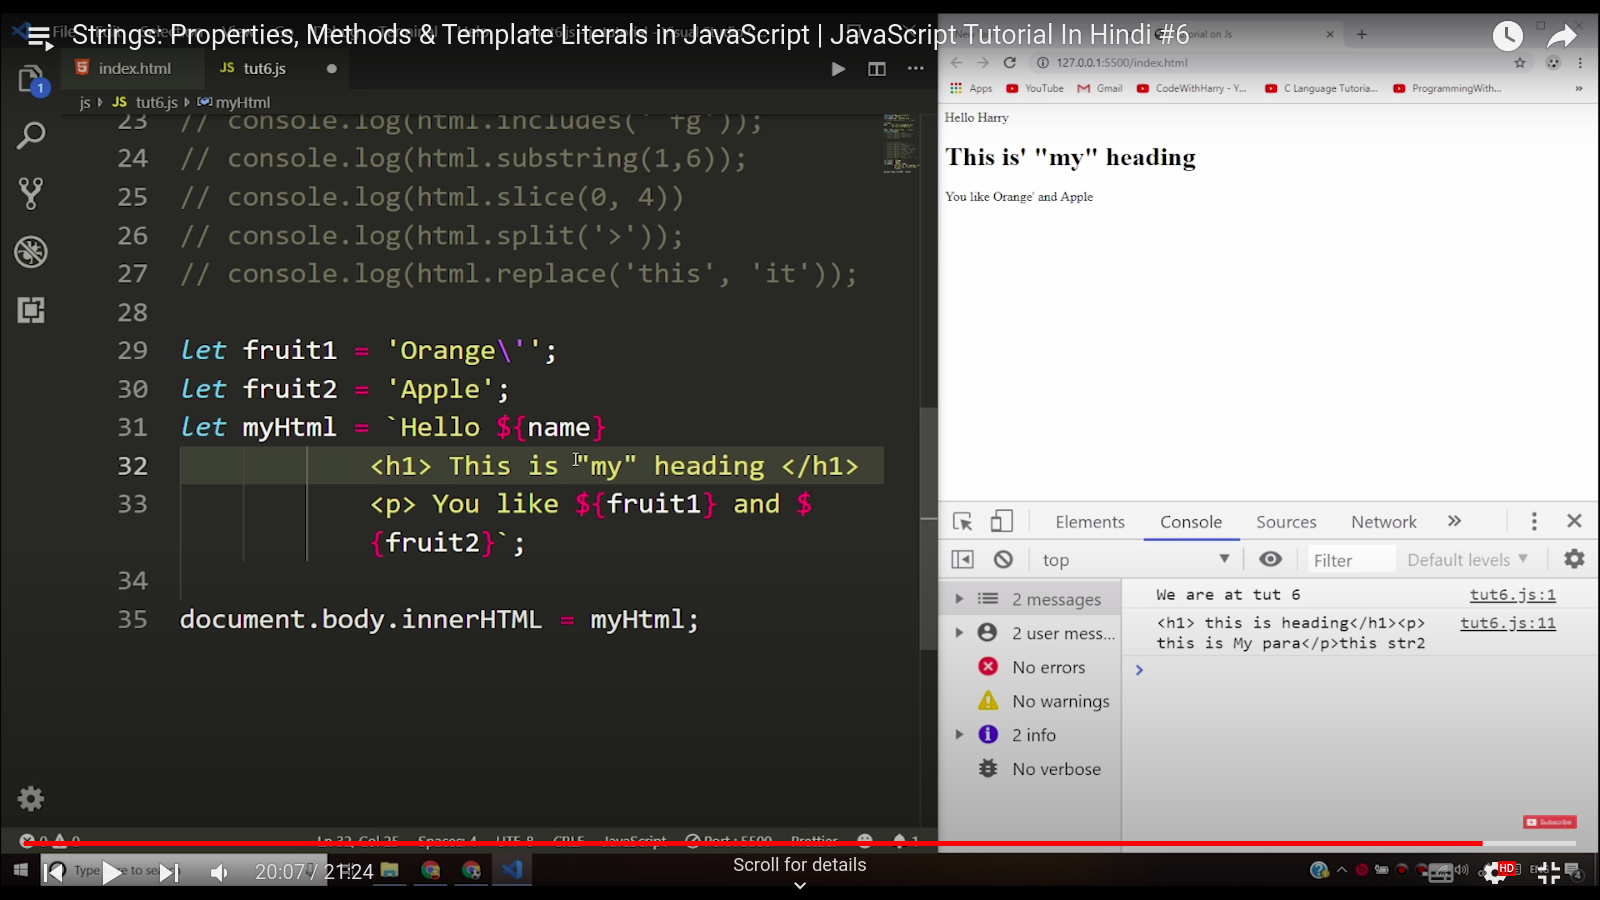 Strings: Properties, Methods & Template Literals in JavaScript | JavaScript Tutorial In Hindi #6
index.html
JS tut6.js
1
js JS tut6.js myHtml
23 // console.log(html.includes(' fg'));
24 // console.log(html.substring(1,6));
25 // console.log(html.slice(0, 4))
26 // console.log(html.split('>'));
27 // console.log(html.replace('this', 'it'));
28
29 let fruit1 = 'Orange\'';
30 let fruit2 = 'Apple';
31 let myHtml = `Hello ${name}
32 <h1> This is "my" heading </h1>
33 <p> You like ${fruit1} and $
{fruit2}`;
34
35 document.body.innerHTML = myHtml;
127.0.0.1:5500/index.html
Apps YouTube Gmail CodeWithHarry - Y... C Language Tutoria... ProgrammingWith... »
Hello Harry
This is' "my" heading
You like Orange' and Apple
Elements Console Sources Network »
top Filter Default levels
2 messages
2 user mess...
No errors
No warnings
2 info
No verbose
We are at tut 6 tut6.js:1
<h1> this is heading</h1><p> tut6.js:11
this is My para</p>this str2
Subscribe
20:07 / 21:24
Scroll for details
HD